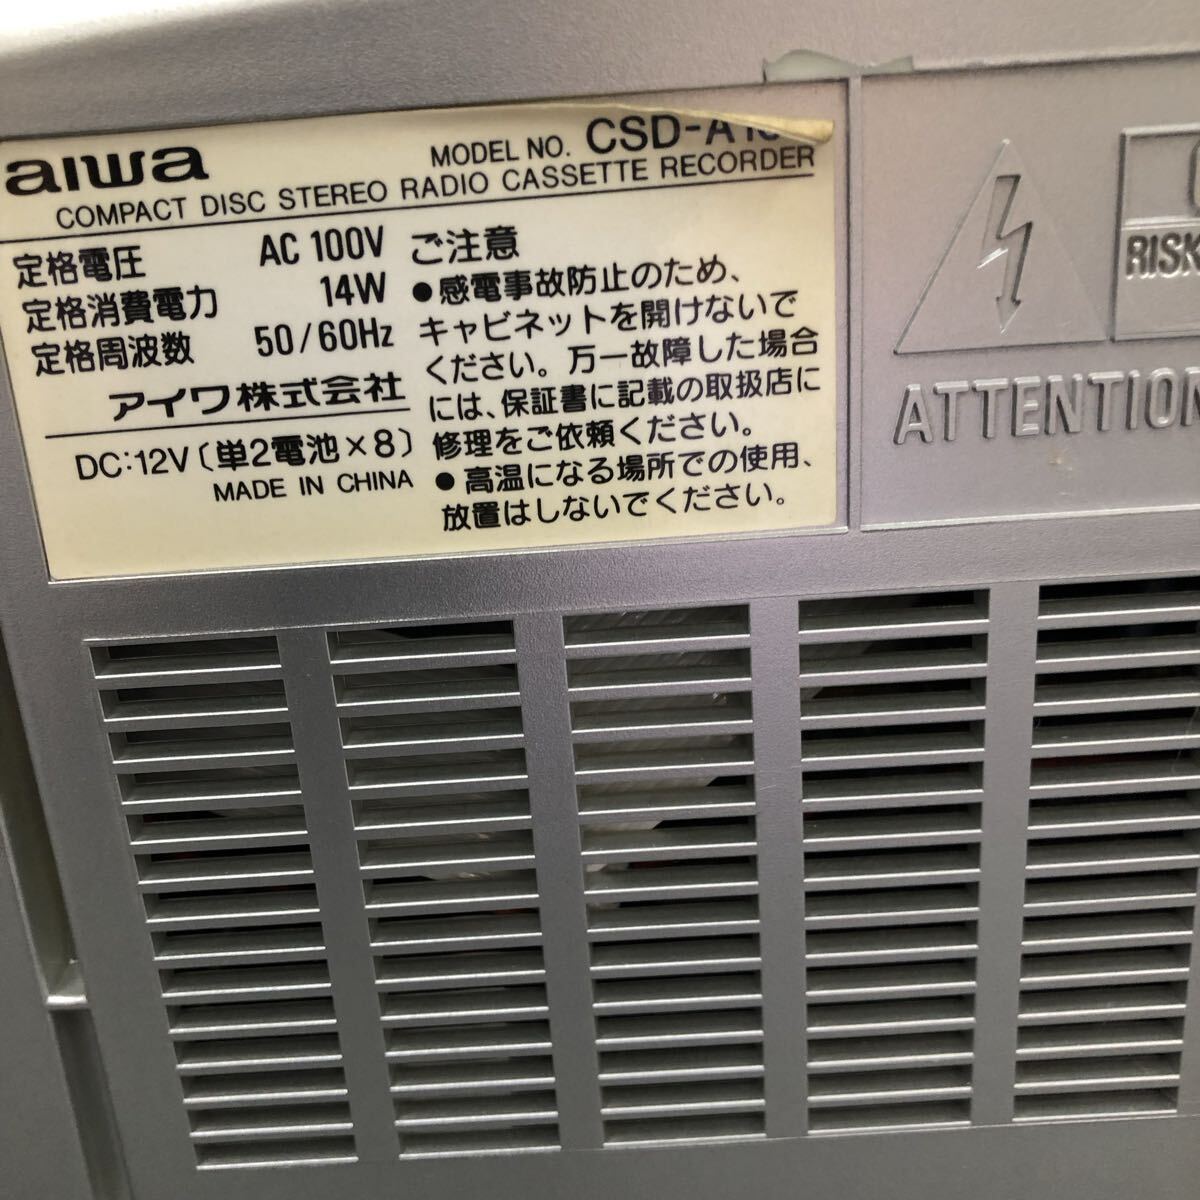 aiwa
MODEL NO. CSD-A
COMPACT DISC STEREO RADIO CASSETTE RECORDER
定格電圧 AC 100V
定格消費電力 14W
定格周波数 50/60Hz
アイワ株式会社
DC:12V〔単2電池×8〕
MADE IN CHINA
ご注意
●感電事故防止のため、
キャビネットを開けないで
ください。万一故障した場合
には、保証書に記載の取扱店に
修理をご依頼ください。
●高温になる場所での使用、
放置はしないでください。
RISK
ATTENTION